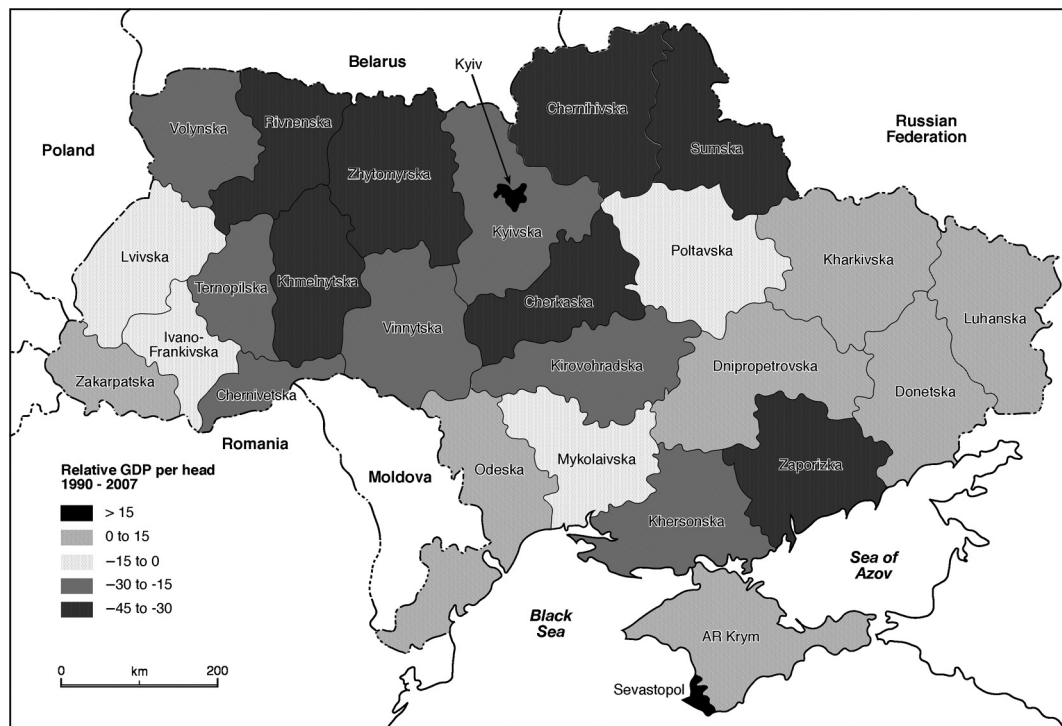 Belarus
Kyiv
Chernihivska
Volynska
Rivnenska
Russian
Federation
Poland
Sumska
Zhytomyrska
Kyivska
Poltavska
Lvivska
Kharkivska
Ternopilska
Khmelnytska
Cherkaska
Luhanska
Vinnytska
Ivano-
Frankivska
Kirovohradska
Dnipropetrovska
Zakarpatska
Chernivetska
Donetska
Romania
Relative GDP per head
1990 - 2007
> 15
0 to 15
–15 to 0
–30 to -15
–45 to -30
Moldova
Odeska
Mykolaivska
Zaporizka
Khersonska
Sea of
Azov
Black
Sea
AR Krym
Sevastopol
0
km
200